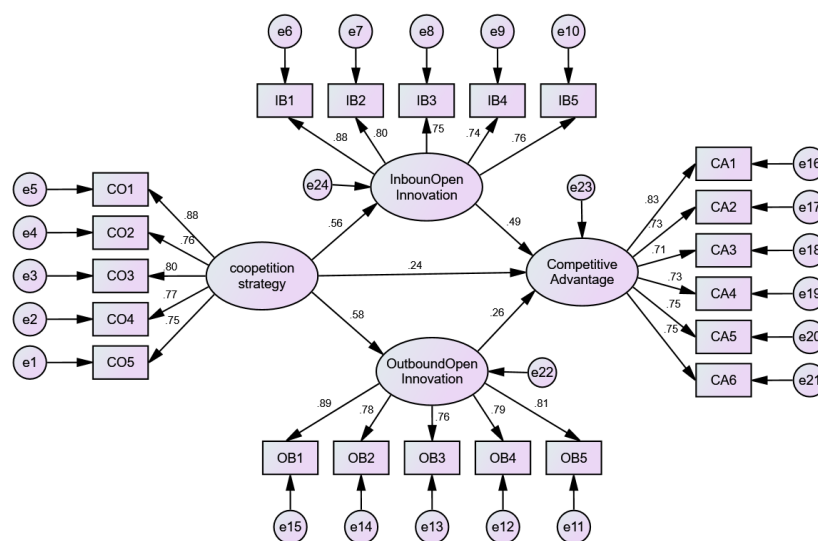 e6
e7
e8
e9
e10
IB1
IB2
IB3
IB4
IB5
.88
.80
.75
.74
.76
e24
InbounOpen
Innovation
e23
e5
CO1
e4
CO2
e3
CO3
e2
CO4
e1
CO5
.88
.76
.80
.77
.75
coopetition
strategy
.56
.24
.58
.49
.26
Competitive
Advantage
.83
.73
.71
.73
.75
.75
CA1
e16
CA2
e17
CA3
e18
CA4
e19
CA5
e20
CA6
e21
OutboundOpen
Innovation
e22
.89
.78
.76
.79
.81
OB1
OB2
OB3
OB4
OB5
e15
e14
e13
e12
e11